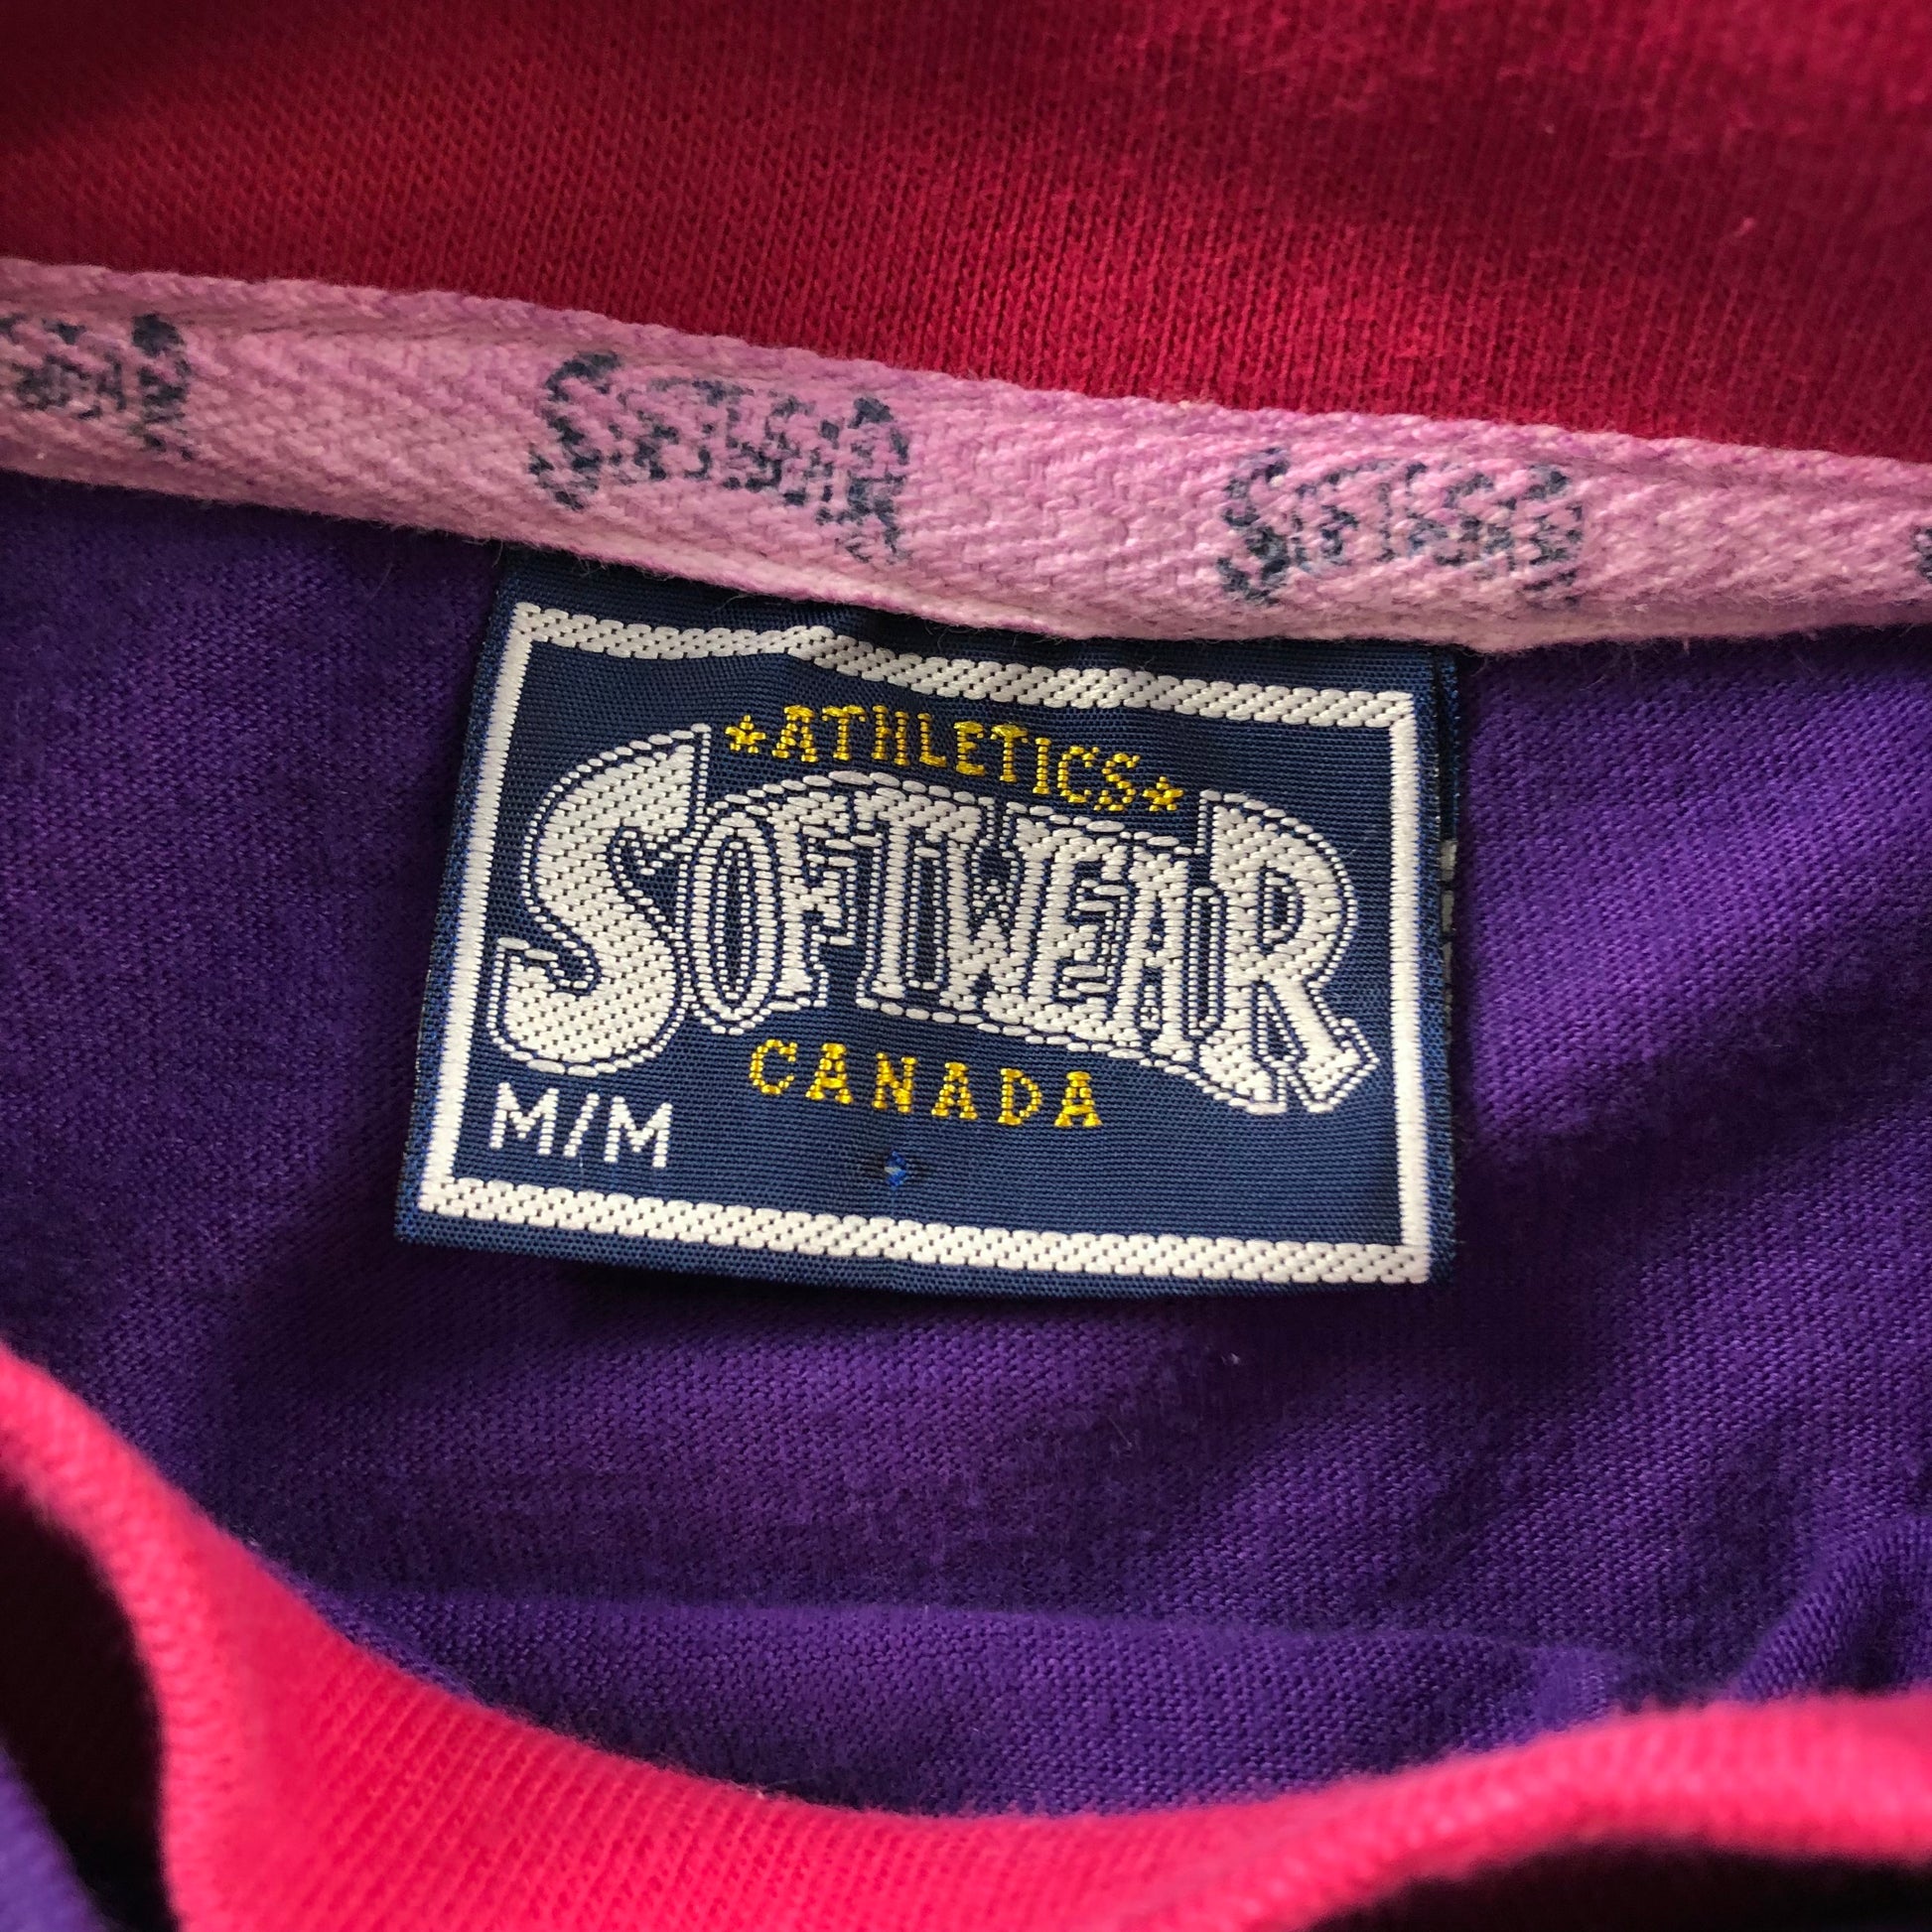 ★ATHLETICS★
SOFTWEAR
CANADA
M/M